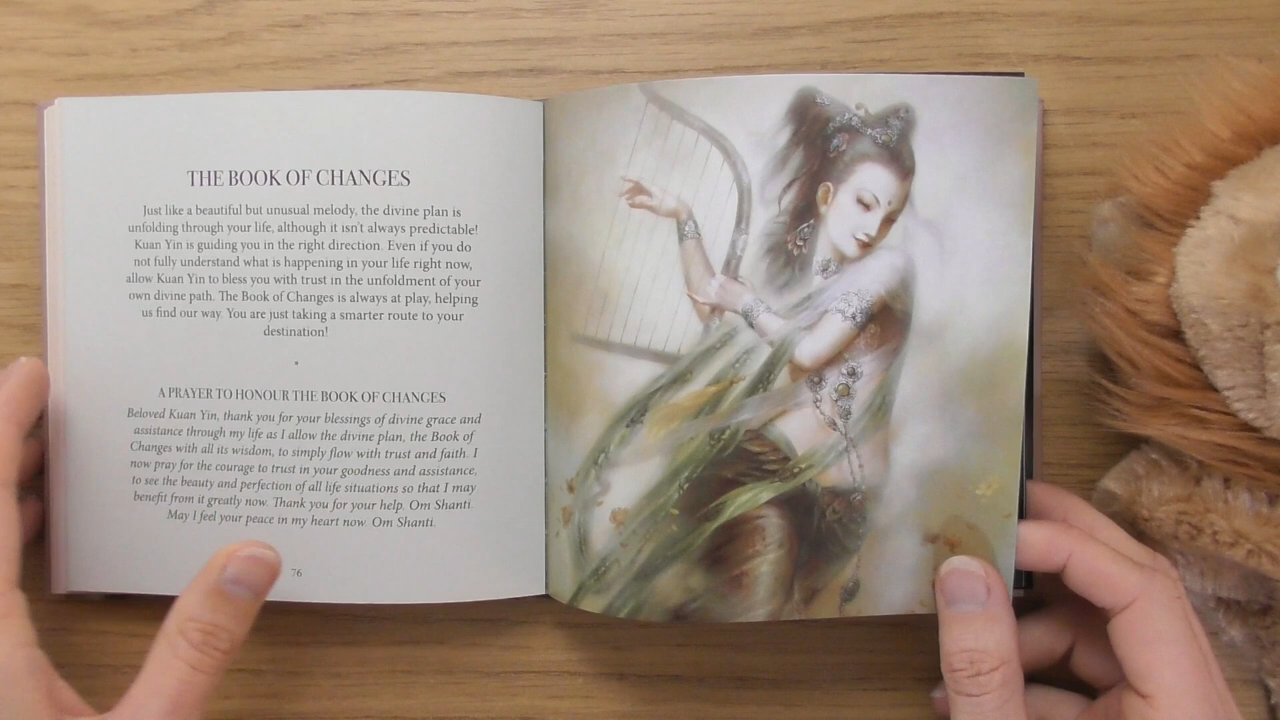 THE BOOK OF CHANGES
Just like a beautiful but unusual melody, the divine plan is
unfolding through your life, although it isn't always predictable!
Kuan Yin is guiding you in the right direction. Even if you do
not fully understand what is happening in your life right now,
allow Kuan Yin to bless you with trust in the unfoldment of your
own divine path. The Book of Changes is always at play, helping
us find our way. You are just taking a smarter route to your
destination!
A PRAYER TO HONOUR THE BOOK OF CHANGES
Beloved Kuan Yin, thank you for your blessings of divine grace and
assistance through my life as I allow the divine plan, the Book of
Changes with all its wisdom, to simply flow with trust and faith. I
now pray for the courage to trust in your goodness and assistance,
to see the beauty and perfection of all life situations so that I may
benefit from it greatly now. Thank you for your help. Om Shanti.
May I feel your peace in my heart now. Om Shanti.
76